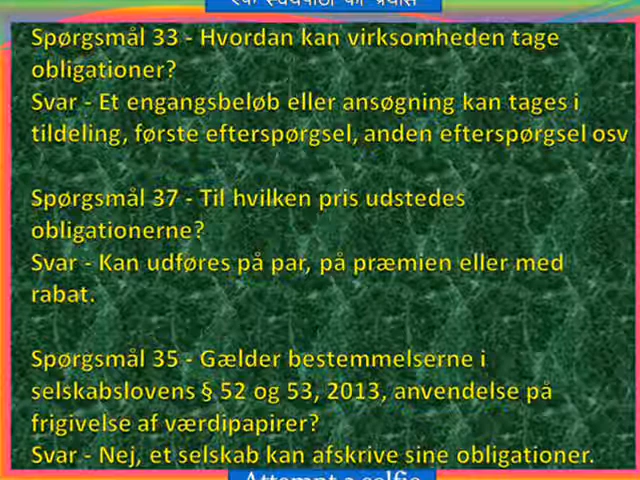 एक स्वयंपाठी का प्रयास
Spørgsmål 33 - Hvordan kan virksomheden tage
obligationer?
Svar - Et engangsbeløb eller ansøgning kan tages i
tildeling, første efterspørgsel, anden efterspørgsel osv
Spørgsmål 37 - Til hvilken pris udstedes
obligationerne?
Svar - Kan udføres på par, på præmien eller med
rabat.
Spørgsmål 35 - Gælder bestemmelserne i
selskabslovens § 52 og 53, 2013, anvendelse på
frigivelse af værdipapirer?
Svar - Nej, et selskab kan afskrive sine obligationer.
Attempt a selfie